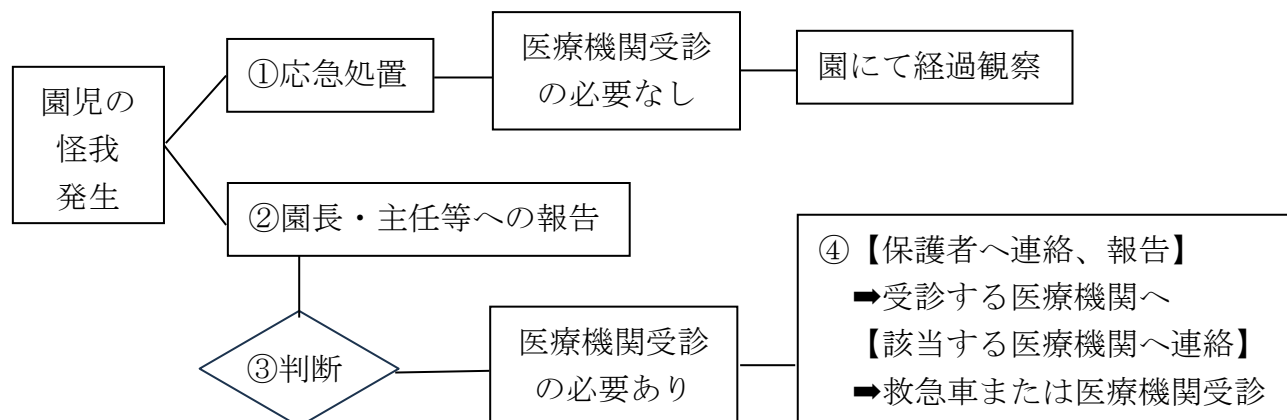 園児の
怪我
発生
①応急処置
医療機関受診
の必要なし
園にて経過観察
②園長・主任等への報告
③判断
医療機関受診
の必要あり
④【保護者へ連絡、報告】
➡受診する医療機関へ
【該当する医療機関へ連絡】
➡救急車または医療機関受診